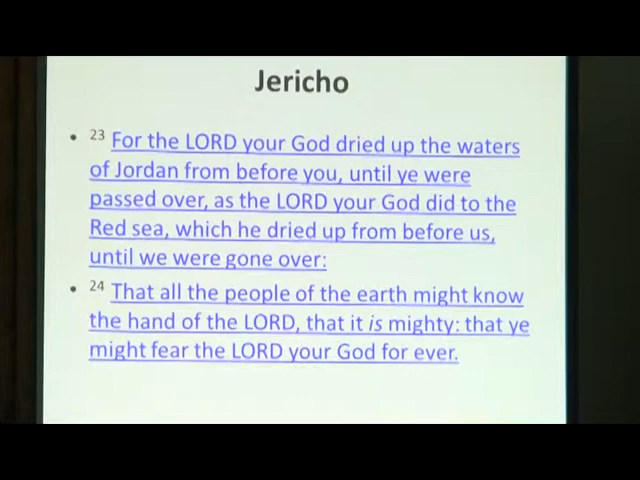 Jericho
• 23 For the LORD your God dried up the waters
of Jordan from before you, until ye were
passed over, as the LORD your God did to the
Red sea, which he dried up from before us,
until we were gone over:
• 24 That all the people of the earth might know
the hand of the LORD, that it is mighty: that ye
might fear the LORD your God for ever.